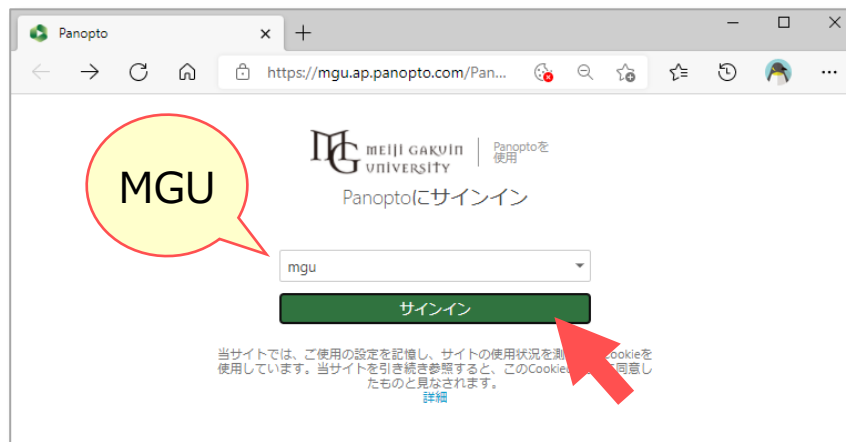 Panopto
https://mgu.ap.panopto.com/Pan...
MEIJI GAKUIN
UNIVERSITY
Panoptoを
使用
Panoptoにサインイン
MGU
mgu
サインイン
当サイトでは、ご使用の設定を記憶し、サイトの使用状況を測 ookieを
使用しています。当サイトを引き続き参照すると、このCookie 同意し
たものと見なされます。
詳細